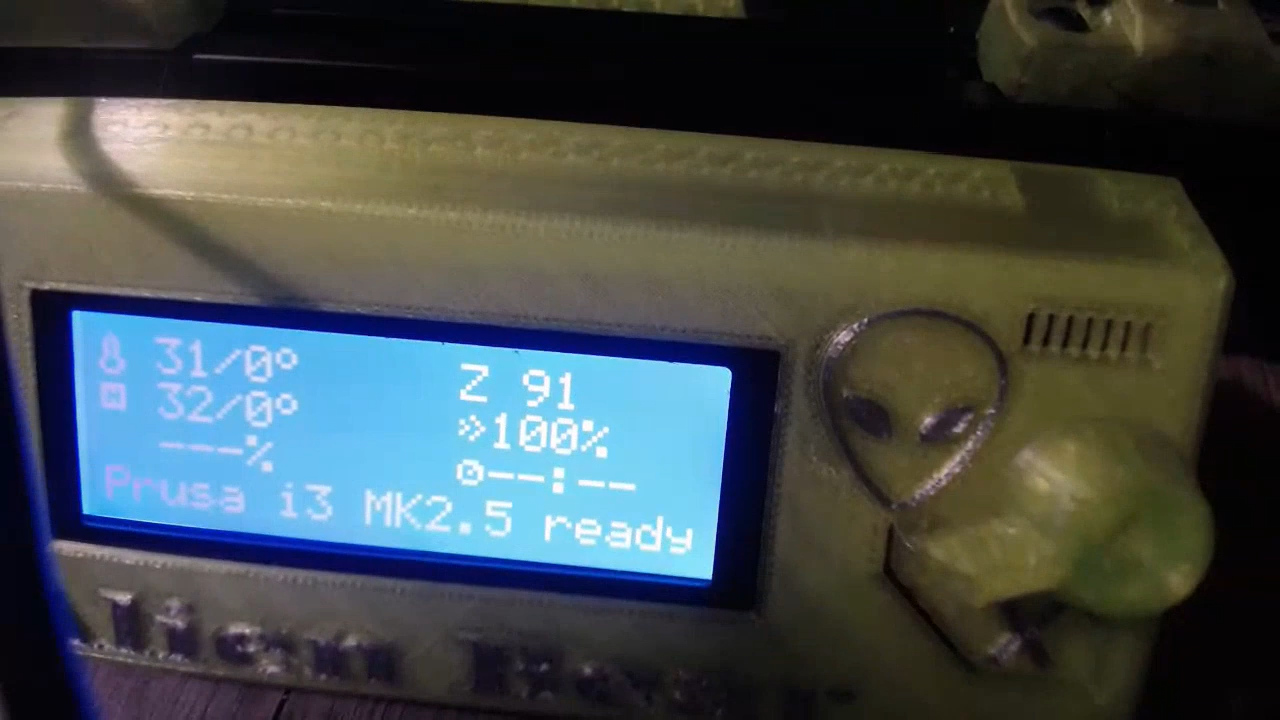 31/0° Z 91
32/0° »100%
---% --:--
Prusa i3 MK2.5 ready